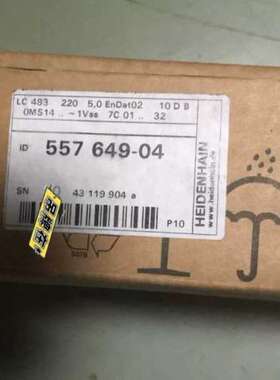 LC 483 220 5,0 EnDat02 10 D B
0MS14 .. ~1Vss 7C 01 .. 32
ID 557 649-04
SN 43 119 904 a
P10
HEIDENHAIN
www.heidenhain.de